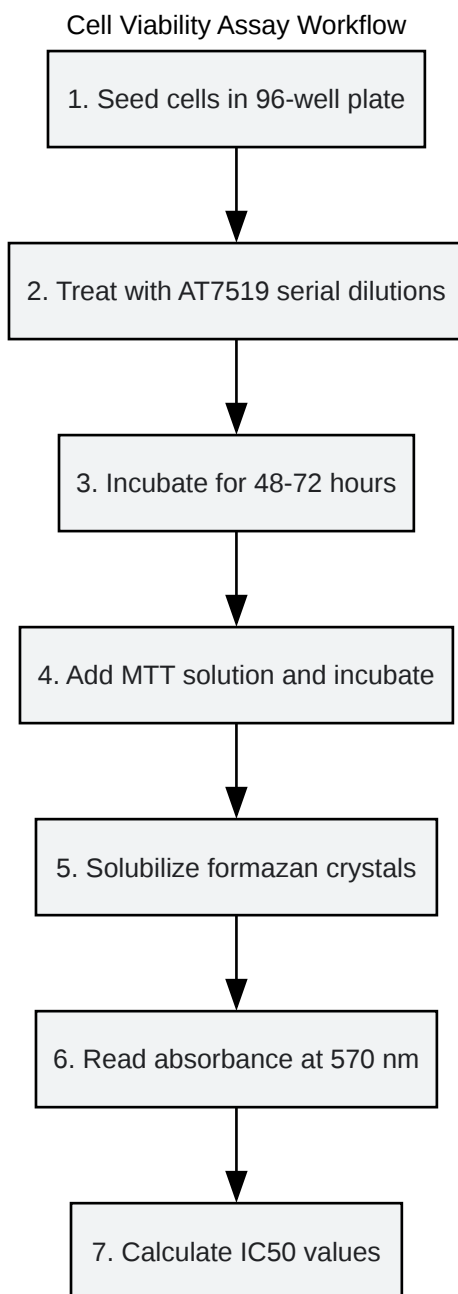 Cell Viability Assay Workflow
1. Seed cells in 96-well plate
2. Treat with AT7519 serial dilutions
3. Incubate for 48-72 hours
4. Add MTT solution and incubate
5. Solubilize formazan crystals
6. Read absorbance at 570 nm
7. Calculate IC50 values